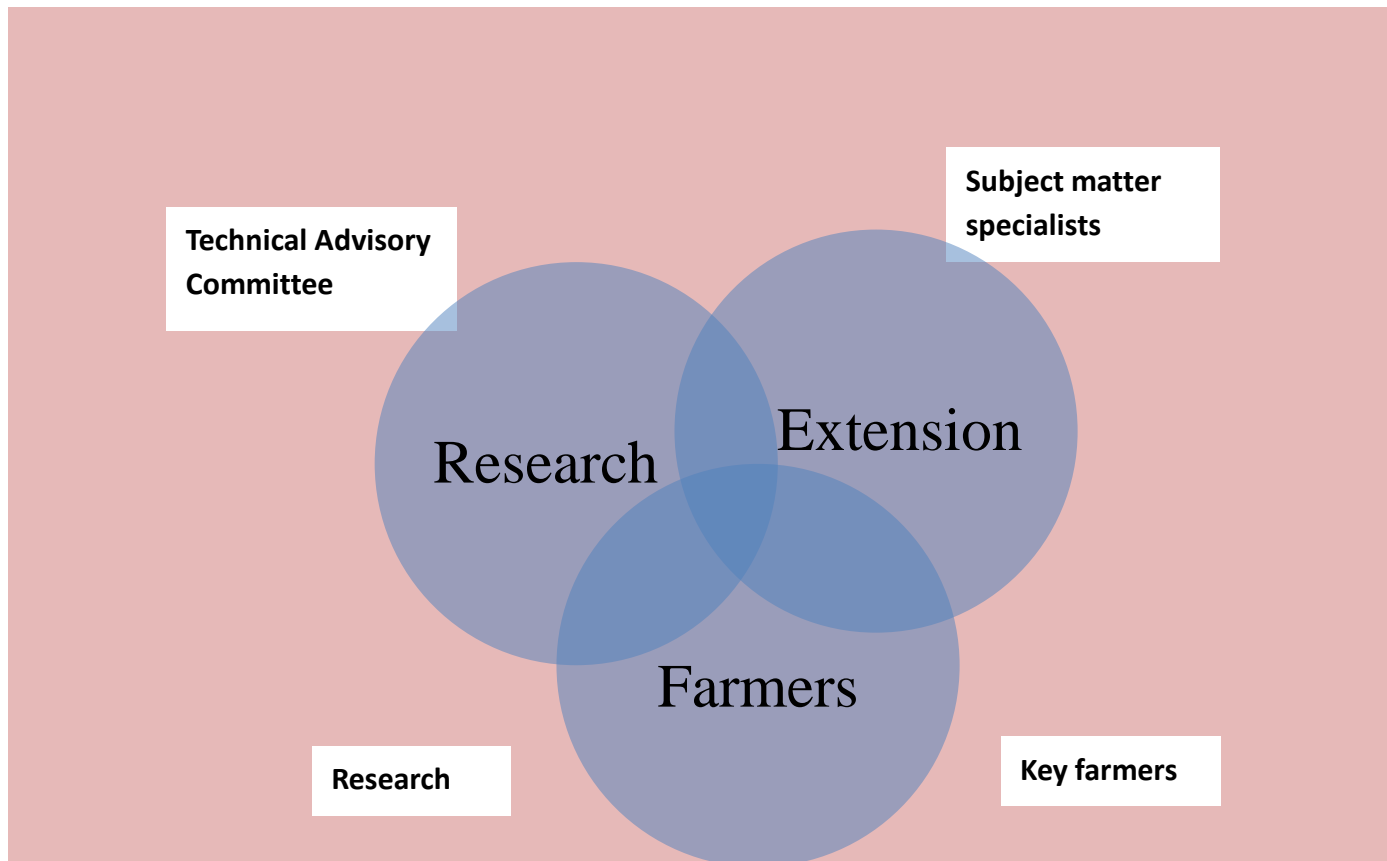 Subject matter
specialists
Technical Advisory
Committee
Extension
Research
Farmers
Research
Key farmers